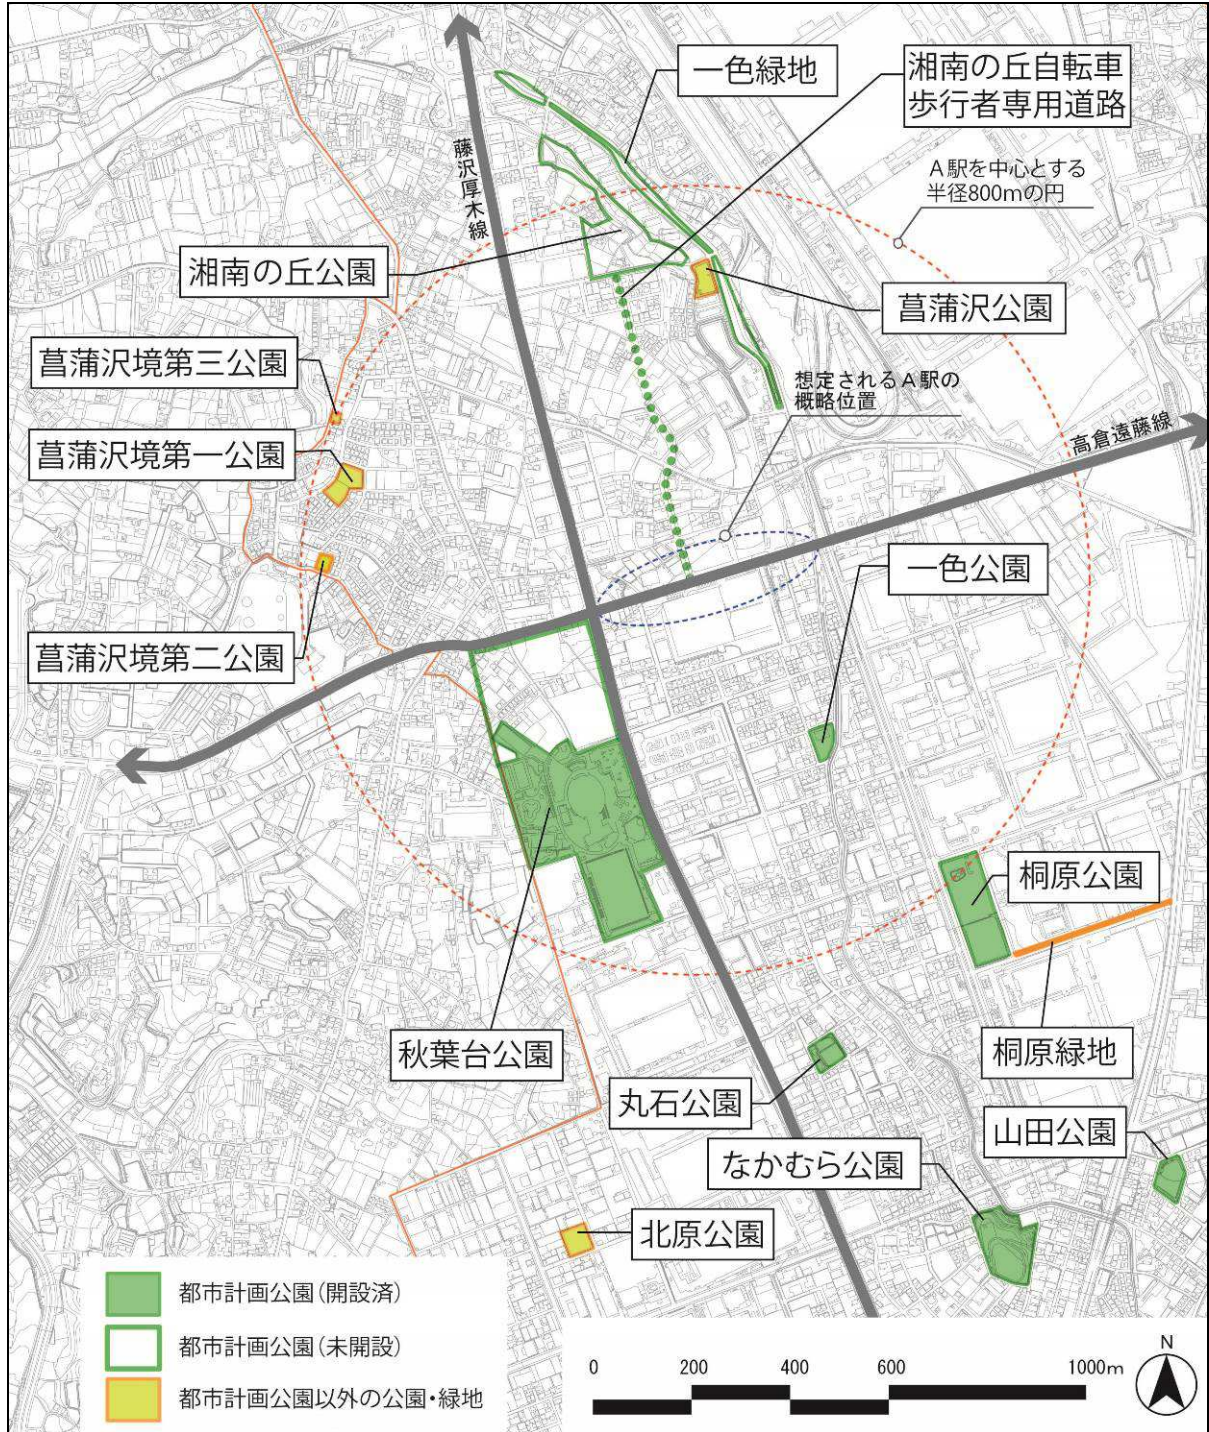 一色緑地
湘南の丘自転車
歩行者専用道路
藤沢厚木線
A駅を中心とする
半径800mの円
湘南の丘公園
菖蒲沢公園
菖蒲沢境第三公園
想定されるA駅の
概略位置
菖蒲沢境第一公園
高倉遠藤線
一色公園
菖蒲沢境第二公園
桐原公園
秋葉台公園
桐原緑地
丸石公園
山田公園
なかむら公園
北原公園
都市計画公園(開設済)
都市計画公園(未開設)
都市計画公園以外の公園・緑地
N
0 200 400 600 1000m